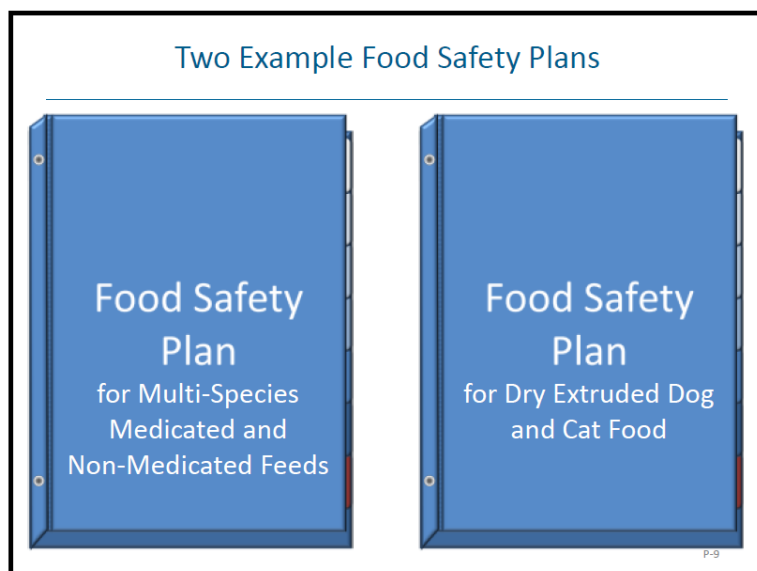 Two Example Food Safety Plans
Food Safety
Plan
for Multi-Species
Medicated and
Non-Medicated Feeds
Food Safety
Plan
for Dry Extruded Dog
and Cat Food
P-9